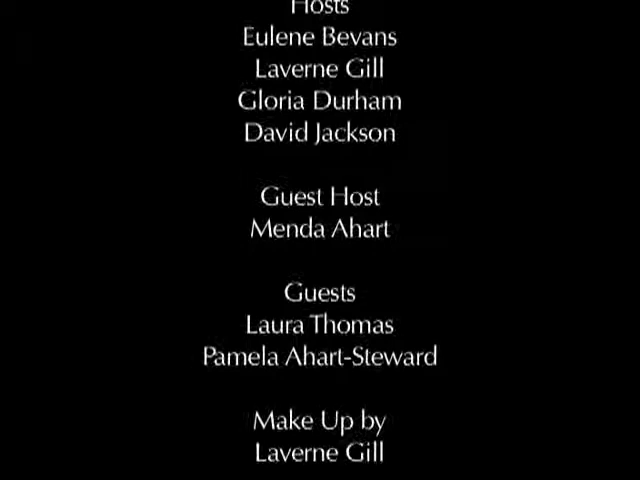 Hosts
Eulene Bevans
Laverne Gill
Gloria Durham
David Jackson
Guest Host
Menda Ahart
Guests
Laura Thomas
Pamela Ahart-Steward
Make Up by
Laverne Gill